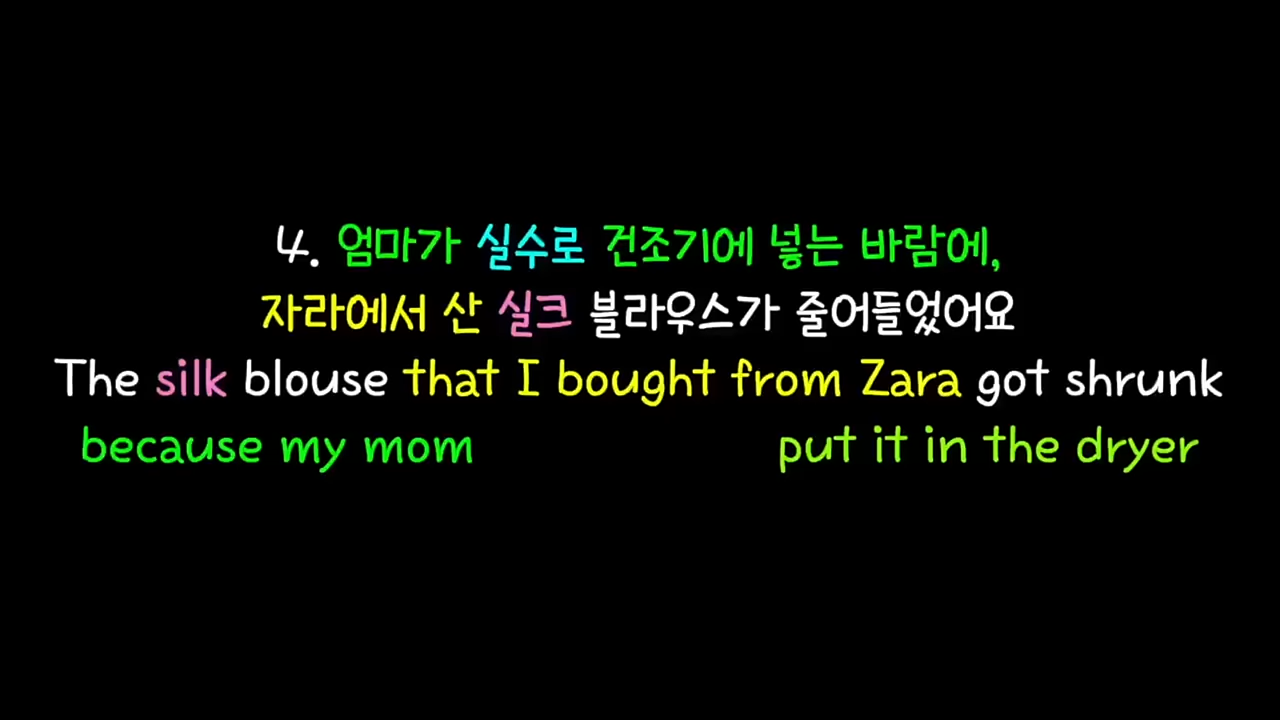 4. 엄마가 실수로 건조기에 넣는 바람에,
자라에서 산 실크 블라우스가 줄어들었어요
The silk blouse that I bought from Zara got shrunk
because my mom put it in the dryer